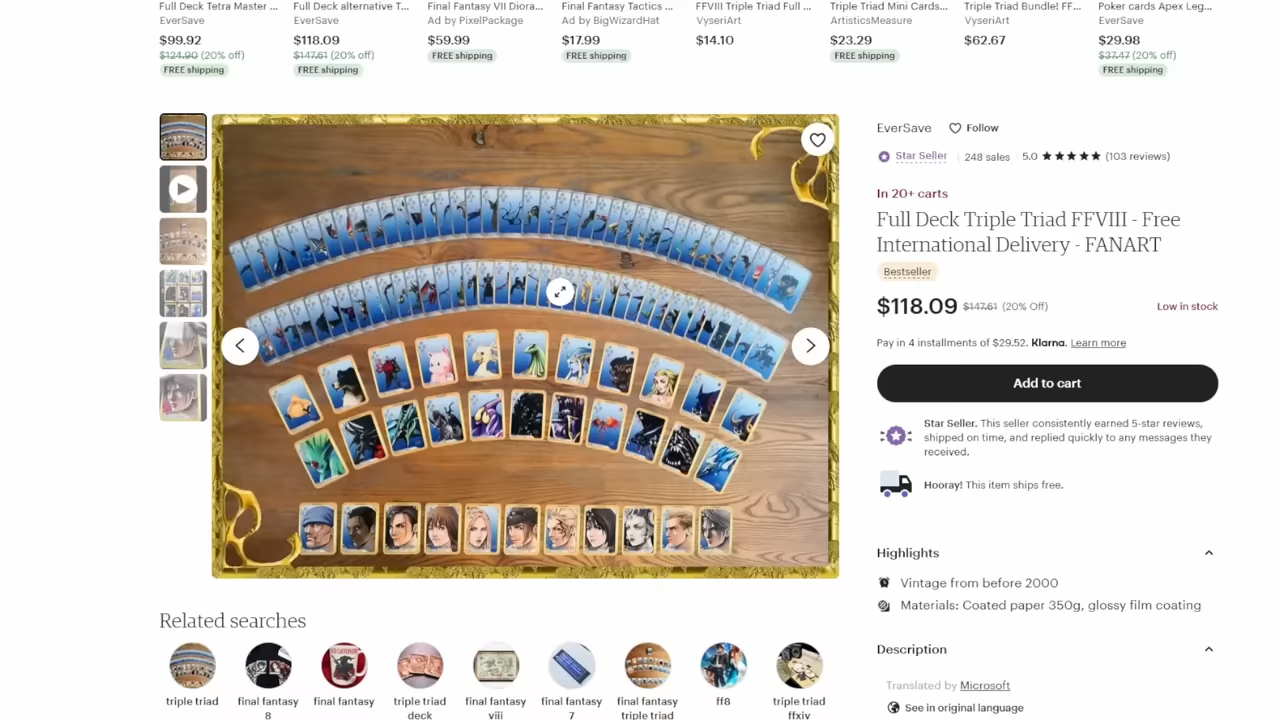 Full Deck Tetra Master ...
Full Deck alternative T...
Final Fantasy VII Diora...
Final Fantasy Tactics ...
FFVIII Triple Triad Full ...
Triple Triad Mini Cards...
Triple Triad Bundle! FF...
Poker cards Apex Leg...
EverSave
EverSave
Ad by PixelPackage
Ad by BigWizardHat
VyseriArt
ArtisticsMeasure
VyseriArt
EverSave
$99.92
$118.09
$59.99
$17.99
$14.10
$23.29
$62.67
$29.98
$124.90 (20% off)
$147.61 (20% off)
FREE shipping
FREE shipping
FREE shipping
$37.47 (20% off)
FREE shipping
FREE shipping
FREE shipping
EverSave Follow
Star Seller 248 sales 5.0 (103 reviews)
In 20+ carts
Full Deck Triple Triad FFVIII - Free
International Delivery - FANART
Bestseller
$118.09 $147.61 (20% Off) Low in stock
Pay in 4 installments of $29.52. Klarna. Learn more
Add to cart
Star Seller. This seller consistently earned 5-star reviews,
shipped on time, and replied quickly to any messages they
received.
Hooray! This item ships free.
Highlights
Vintage from before 2000
Materials: Coated paper 350g, glossy film coating
Description
Translated by Microsoft
See in original language
Related searches
triple triad
final fantasy
8
final fantasy
triple triad
deck
final fantasy
viii
final fantasy
7
final fantasy
triple triad
ff8
triple triad
ffxiv